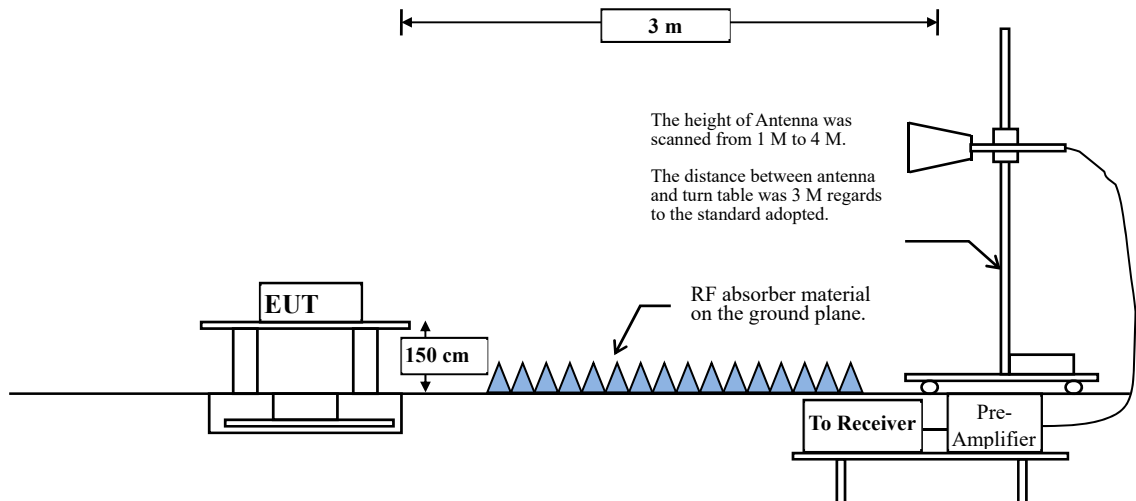 3 m
The height of Antenna was
scanned from 1 M to 4 M.
The distance between antenna
and turn table was 3 M regards
to the standard adopted.
EUT
RF absorber material
on the ground plane.
150 cm
To Receiver
Pre-
Amplifier